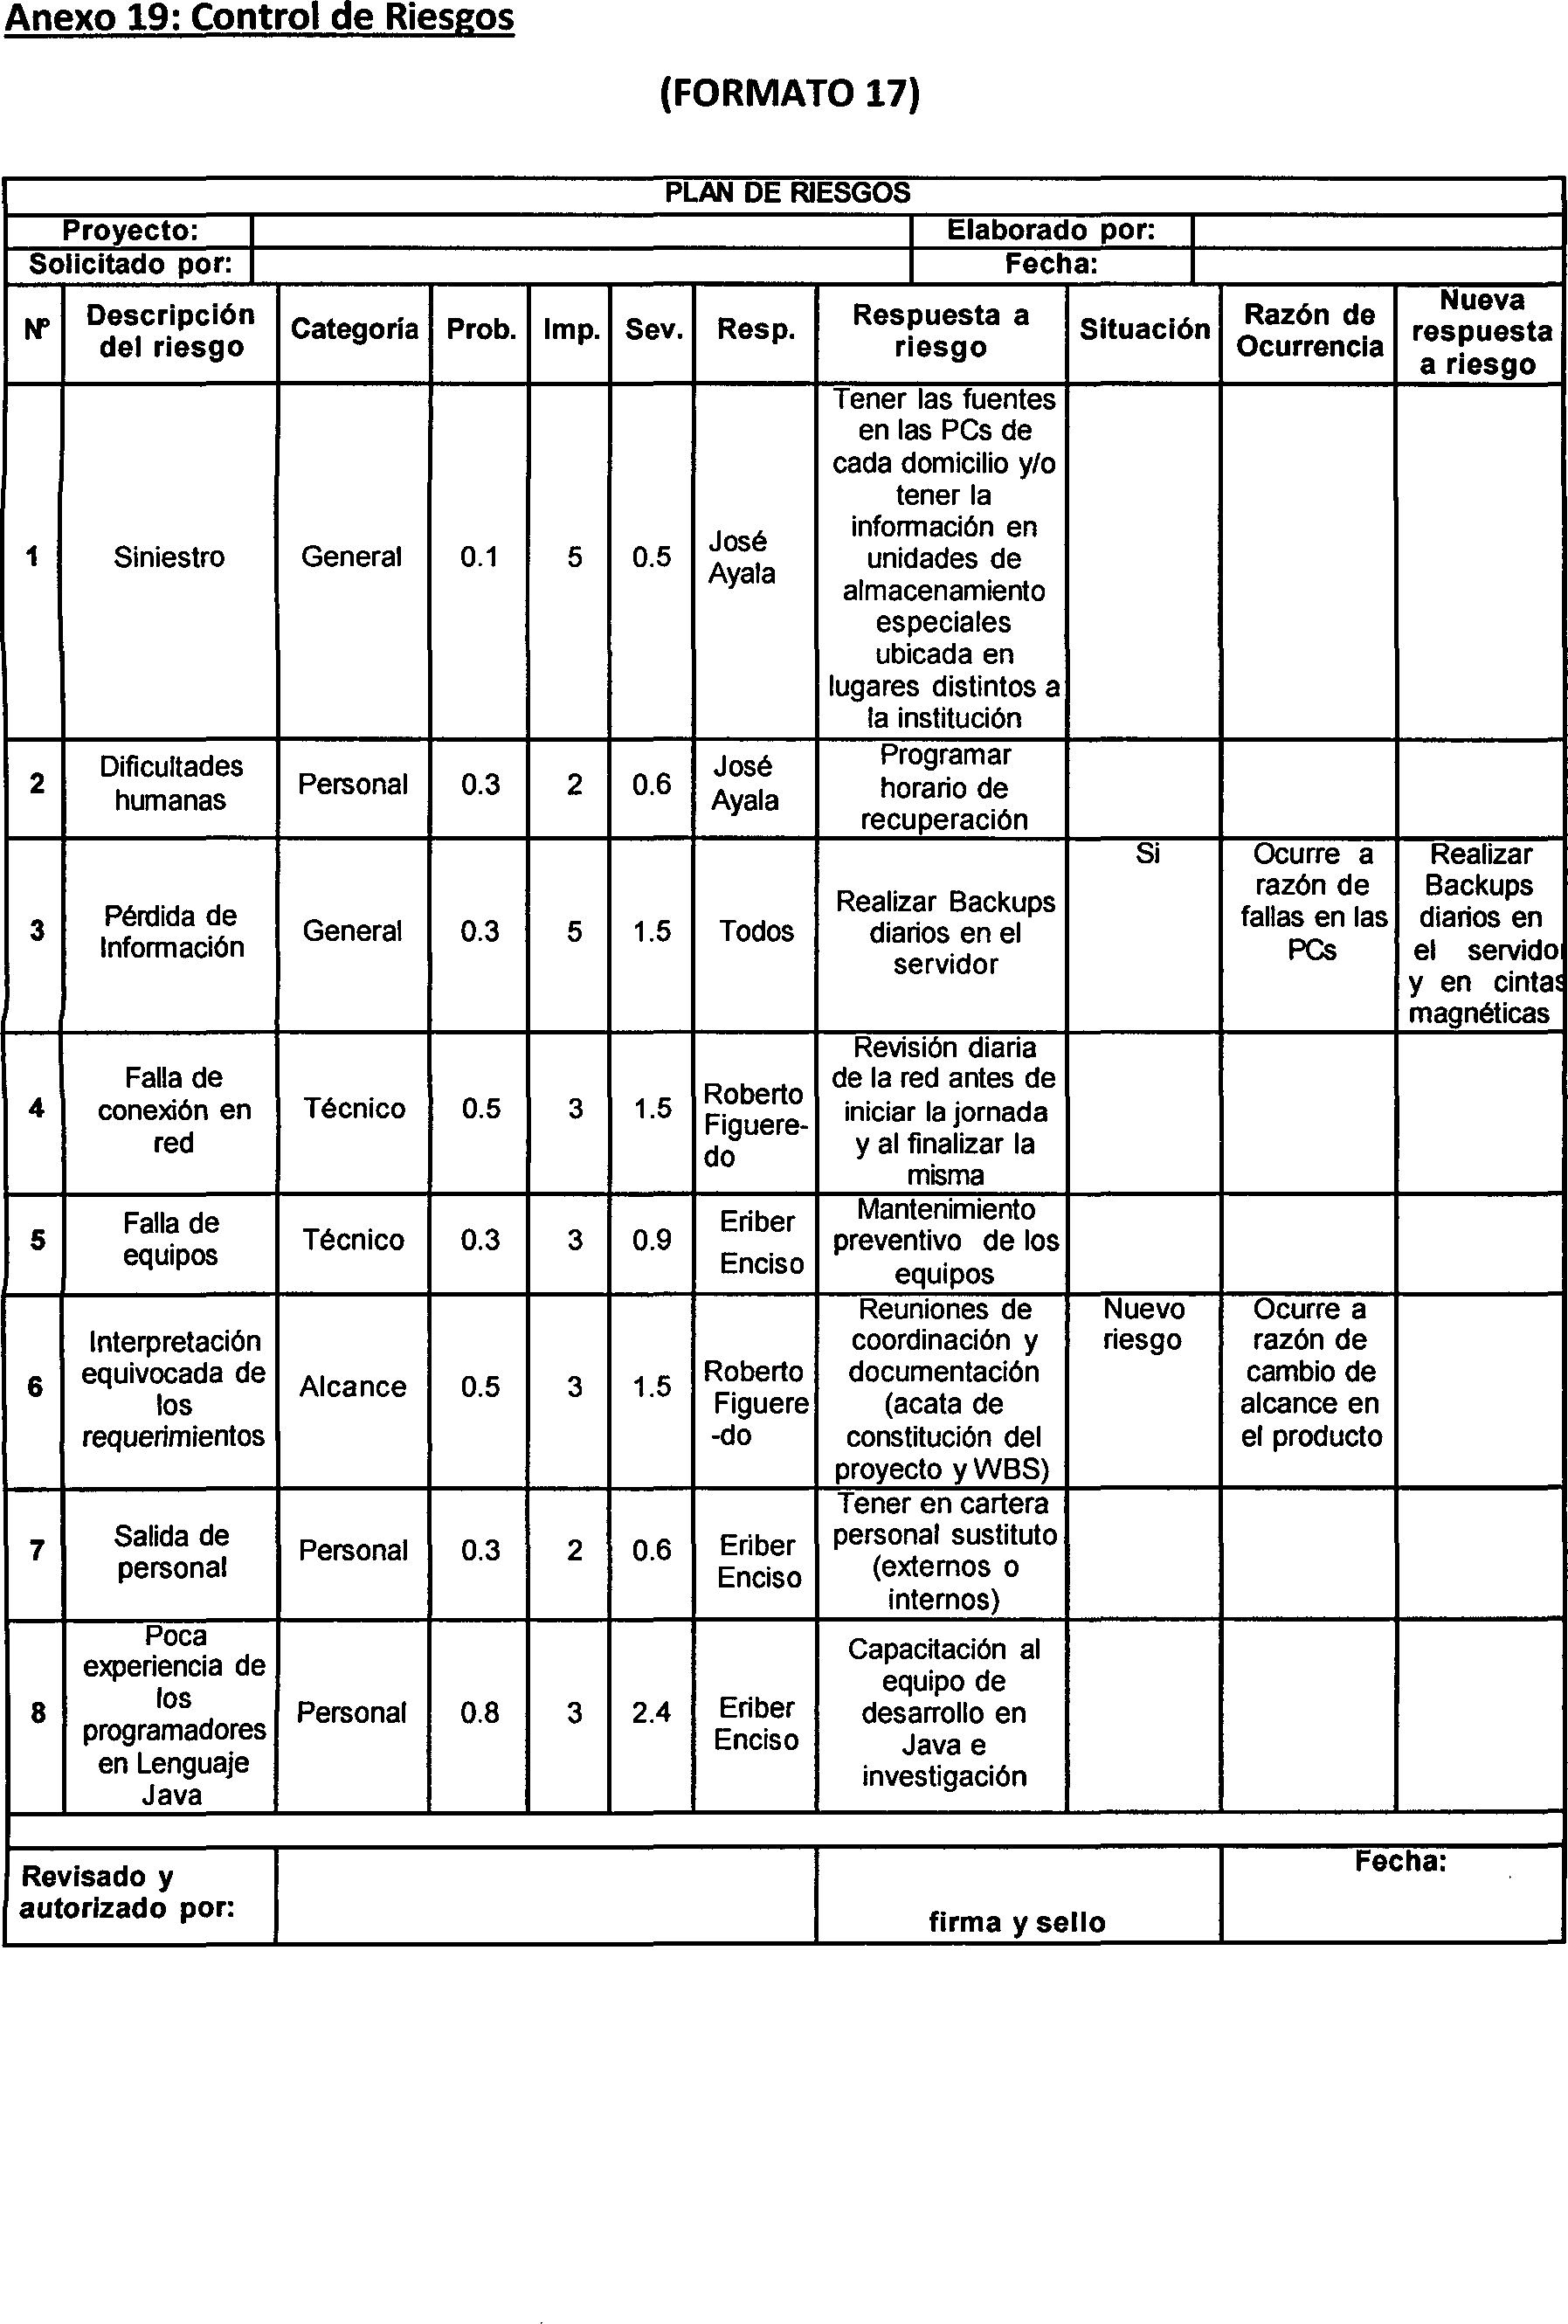 Anexo 19: Control de Riesgos
(FORMATO 17)
PLAN DE RIESGOS
Proyecto:
Elaborado por:
Solicitado por:
Fecha:
Nº
Descripción
del riesgo
Categoría
Prob.
Imp.
Sev.
Resp.
Respuesta a
riesgo
Situación
Razón de
Ocurrencia
Nueva
respuesta
a riesgo
1
Siniestro
General
0.1
5
0.5
José
Ayala
Tener las fuentes
en las PCs de
cada domicilio y/o
tener la
información en
unidades de
almacenamiento
especiales
ubicada en
lugares distintos a
la institución
2
Dificultades
humanas
Personal
0.3
2
0.6
José
Ayala
Programar
horario de
recuperación
3
Pérdida de
Información
General
0.3
5
1.5
Todos
Realizar Backups
diarios en el
servidor
Si
Ocurre a
razón de
fallas en las
PCs
Realizar
Backups
diarios en
el servidor
y en cintas
magnéticas
4
Falla de
conexión en
red
Técnico
0.5
3
1.5
Roberto
Figuere-
do
Revisión diaria
de la red antes de
iniciar la jornada
y al finalizar la
misma
5
Falla de
equipos
Técnico
0.3
3
0.9
Eriber
Enciso
Mantenimiento
preventivo de los
equipos
6
Interpretación
equivocada de
los
requerimientos
Alcance
0.5
3
1.5
Roberto
Figuere
-do
Reuniones de
coordinación y
documentación
(acata de
constitución del
proyecto y WBS)
Nuevo
riesgo
Ocurre a
razón de
cambio de
alcance en
el producto
7
Salida de
personal
Personal
0.3
2
0.6
Eriber
Enciso
Tener en cartera
personal sustituto
(externos o
internos)
8
Poca
experiencia de
los
programadores
en Lenguaje
Java
Personal
0.8
3
2.4
Eriber
Enciso
Capacitación al
equipo de
desarrollo en
Java e
investigación
Revisado y
autorizado por:
firma y sello
Fecha: